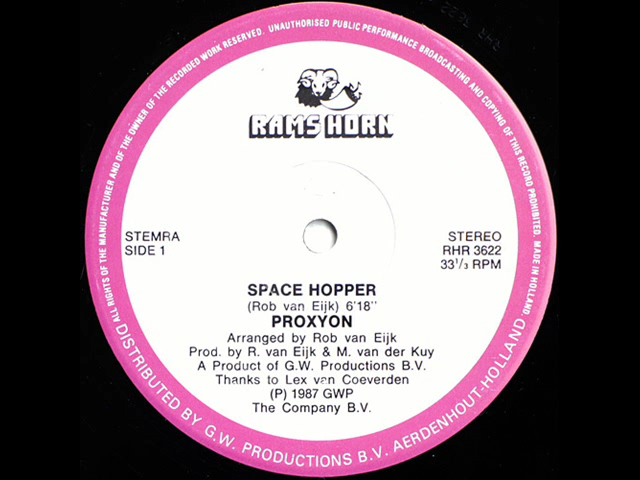 ALL RIGHTS OF THE MANUFACTURER AND OF THE OWNER OF THE RECORDED WORK RESERVED. UNAUTHORISED PUBLIC PERFORMANCE BROADCASTING AND COPYING OF THIS RECORD PROHIBITED. MADE IN HOLLAND.
RAMS HORN
STEMRA
SIDE 1
STEREO
RHR 3622
33 1/3 RPM
SPACE HOPPER
(Rob van Eijk) 6'18"
PROXYON
Arranged by Rob van Eijk
Prod. by R. van Eijk & M. van der Kuy
A Product of G.W. Productions B.V.
Thanks to Lex van Coeverden
(P) 1987 GWP
The Company B.V.
DISTRIBUTED BY G.W. PRODUCTIONS B.V. AERDENHOUT-HOLLAND